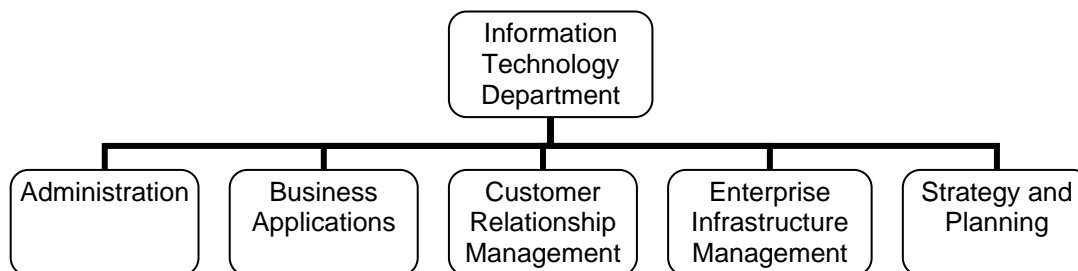 Information
Technology
Department
Administration
Business
Applications
Customer
Relationship
Management
Enterprise
Infrastructure
Management
Strategy and
Planning